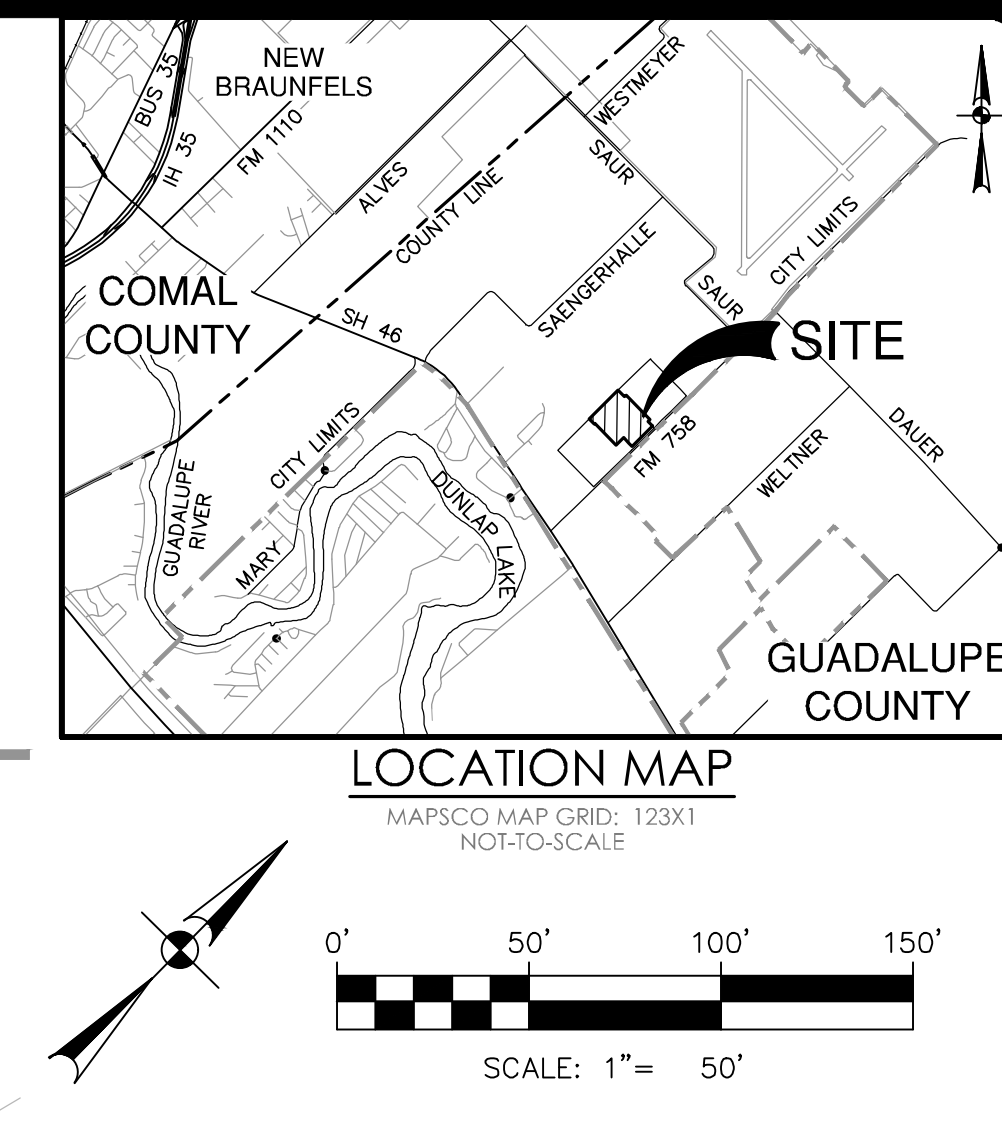 NEW
BRAUNFELS
BUS 35
IH 35
FM 1110
WESTMEYER
SAUR
ALVES
COUNTY LINE
CITY LIMITS
SAENGERHALLE
COMAL
COUNTY
SH 46
SAUR
SITE
CITY LIMITS
FM 758
DAUER
WELTNER
GUADALUPE
RIVER
DUNLAP LAKE
MARY
GUADALUPE
COUNTY
LOCATION MAP
MAPSCO MAP GRID: 123X1
NOT-TO-SCALE
0' 50' 100' 150'
SCALE: 1"= 50'